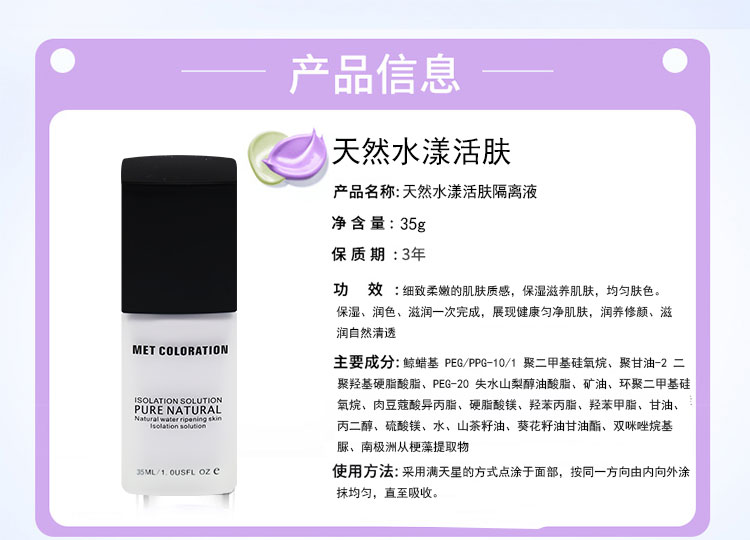 产品信息
天然水漾活肤
产品名称:天然水漾活肤隔离液
净含量: 35g
保质期 :3年
功 效 :细致柔嫩的肌肤质感，保湿滋养肌肤，均匀肤色。
保湿、润色、滋润一次完成，展现健康匀净肌肤，润养修颜、滋
润自然清透
主要成分: 鲸蜡基 PEG/PPG-10/1 聚二甲基硅氧烷、聚甘油-2 二
聚羟基硬脂酸脂、PEG-20 失水山梨醇油酸脂、矿油、环聚二甲基硅
氧烷、肉豆蔻酸异丙脂、硬脂酸镁、羟苯丙脂、羟苯甲脂、甘油、
丙二醇、硫酸镁、水、山茶籽油、葵花籽油甘油酯、双咪唑烷基
脲、南极洲从梗藻提取物
使用方法: 采用满天星的方式点涂于面部，按同一方向由内向外涂
抹均匀，直至吸收。
MET COLORATION
ISOLATION SOLUTION
PURE NATURAL
Natural water ripening skin
Isolation solution
35ML/1.0USFL OZ e